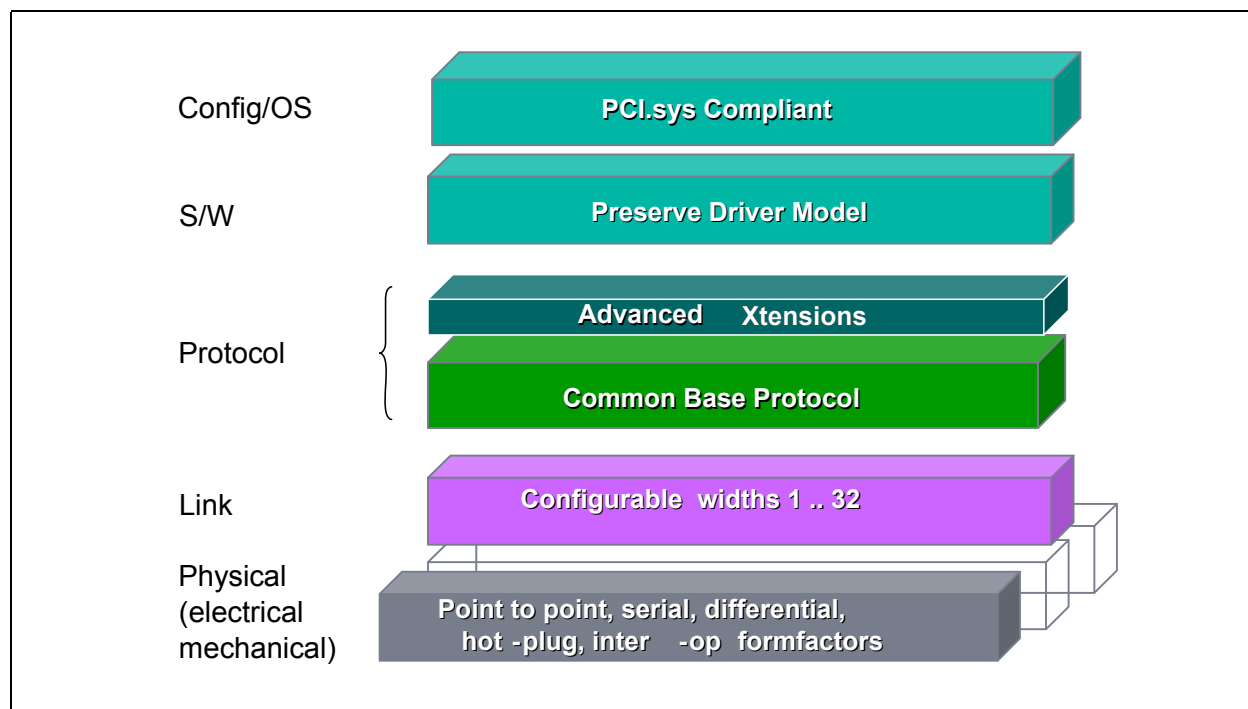 Config/OS
PCI.sys Compliant
S/W
Preserve Driver Model
Advanced Xtensions
Protocol
Common Base Protocol
Link
Configurable widths 1 .. 32
Physical
(electrical
mechanical)
Point to point, serial, differential,
hot -plug, inter -op formfactors